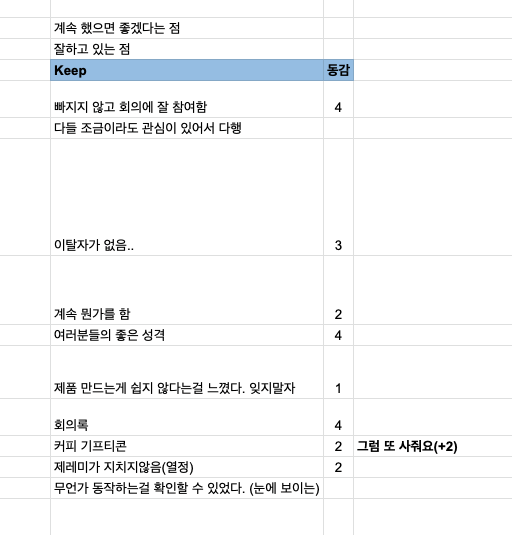 계속 했으면 좋겠다는 점
잘하고 있는 점
Keep 동감
빠지지 않고 회의에 잘 참여함 4
다들 조금이라도 관심이 있어서 다행
이탈자가 없음.. 3
계속 뭔가를 함 2
여러분들의 좋은 성격 4
제품 만드는게 쉽지 않다는걸 느꼈다. 잊지말자 1
회의록 4
커피 기프티콘 2 그럼 또 사줘요(+2)
제레미가 지치지않음(열정) 2
무언가 동작하는걸 확인할 수 있었다. (눈에 보이는)